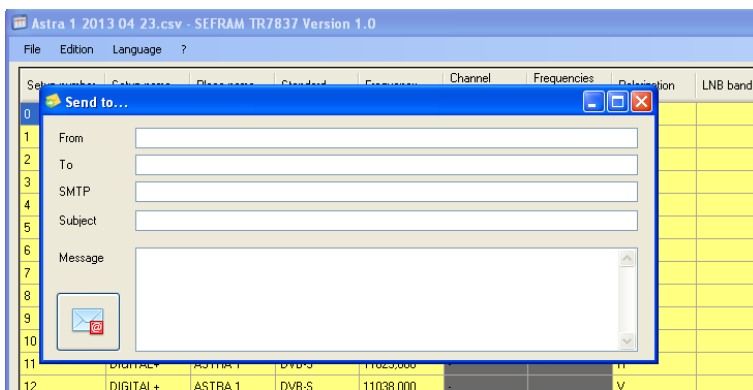 Astra 1 2013 04 23.csv - SEFRAM TR7837 Version 1.0
File Edition Language ?
Channel Frequencies
LNB band
Send to...
0
1
2
3
4
5
6
7
8
9
10
From
To
SMTP
Subject
Message
@
11 DIGITAL+ ASTRA 1 DVB-S 11023,000 - H
12 DIGITAL+ ASTRA 1 DVB-S 11038,000 - V